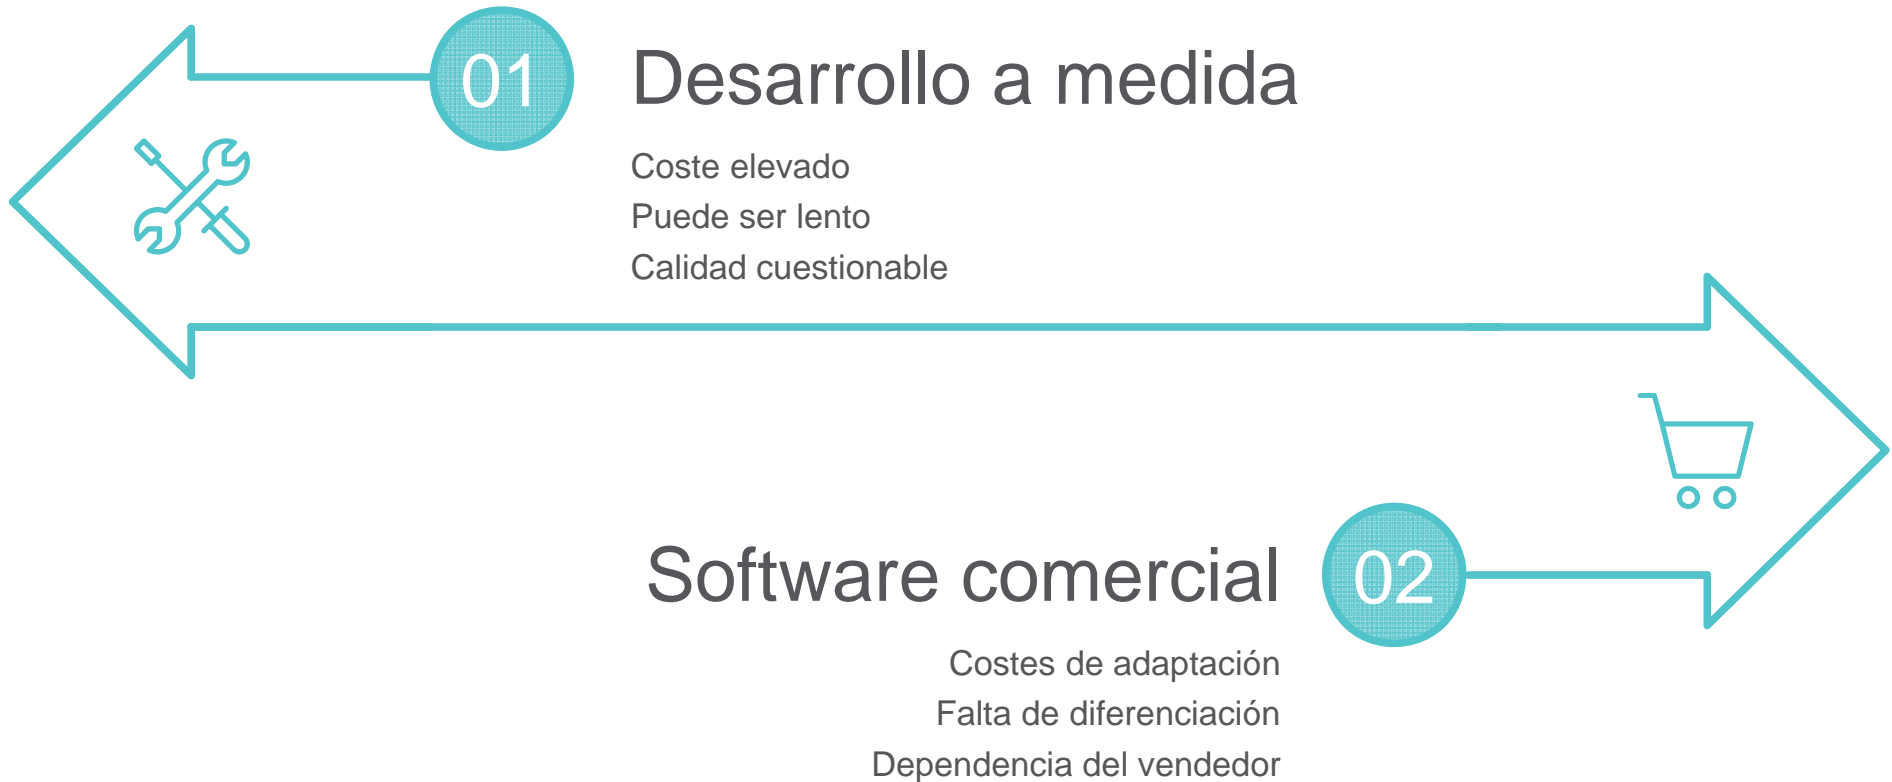 01
Desarrollo a medida
Coste elevado
Puede ser lento
Calidad cuestionable
Software comercial
02
Costes de adaptación
Falta de diferenciación
Dependencia del vendedor